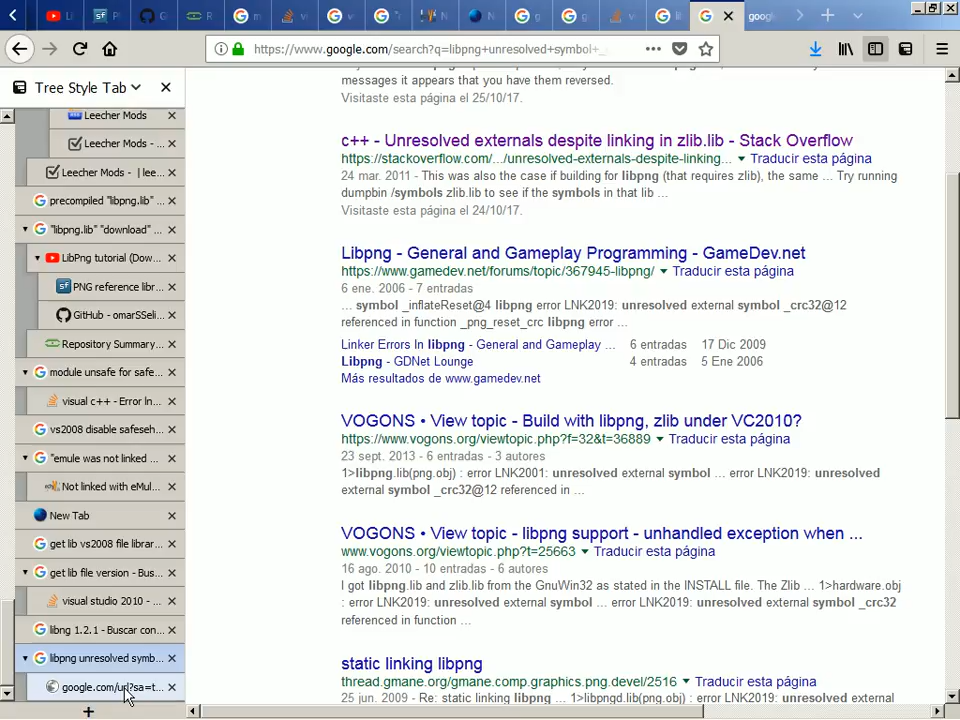 https://www.google.com/search?q=libpng+unresolved+symbol+_
Tree Style Tab
Leecher Mods
Leecher Mods - ...
Leecher Mods - | lee...
precompiled "libpng.lib" ...
"libpng.lib" "download" ...
LibPng tutorial (Dow...
PNG reference libr...
GitHub - omarSSeli...
Repository Summary...
module unsafe for safe...
visual c++ - Error ln...
vs2008 disable safeseh...
"emule was not linked ...
Not linked with eMul...
New Tab
get lib vs2008 file librar...
get lib file version - Bus...
visual studio 2010 - ...
libng 1.2.1 - Buscar con...
libpng unresolved symb...
google.com/url?sa=t...
messages it appears that you have them reversed.
Visitaste esta página el 25/10/17.
c++ - Unresolved externals despite linking in zlib.lib - Stack Overflow
https://stackoverflow.com/.../unresolved-externals-despite-linking... Traducir esta página
24 mar. 2011 - This was also the case if building for libpng (that requires zlib), the same ... Try running
dumpbin /symbols zlib.lib to see if the symbols in that lib ...
Visitaste esta página el 24/10/17.
Libpng - General and Gameplay Programming - GameDev.net
https://www.gamedev.net/forums/topic/367945-libpng/ Traducir esta página
6 ene. 2006 - 7 entradas
... symbol _inflateReset@4 libpng error LNK2019: unresolved external symbol _crc32@12
referenced in function _png_reset_crc libpng error ...
Linker Errors In libpng - General and Gameplay ... 6 entradas 17 Dic 2009
Libpng - GDNet Lounge 4 entradas 5 Ene 2006
Más resultados de www.gamedev.net
VOGONS • View topic - Build with libpng, zlib under VC2010?
https://www.vogons.org/viewtopic.php?f=32&t=36889 Traducir esta página
23 sept. 2013 - 6 entradas - 3 autores
1>libpng.lib(png.obj) : error LNK2001: unresolved external symbol ... error LNK2019: unresolved
external symbol _crc32@12 referenced in ...
VOGONS • View topic - libpng support - unhandled exception when ...
www.vogons.org/viewtopic.php?t=25663 Traducir esta página
16 ago. 2010 - 10 entradas - 6 autores
I got libpng.lib and zlib.lib from the GnuWin32 as stated in the INSTALL file. The Zlib ... 1>hardware.obj
: error LNK2019: unresolved external symbol ... error LNK2019: unresolved external symbol _crc32
referenced in function ...
static linking libpng
thread.gmane.org/gmane.comp.graphics.png.devel/2516 Traducir esta página
25 jun. 2009 - Re: static linking libpng ... 1>libpngd.lib(png.obj) : error LNK2019: unresolved external